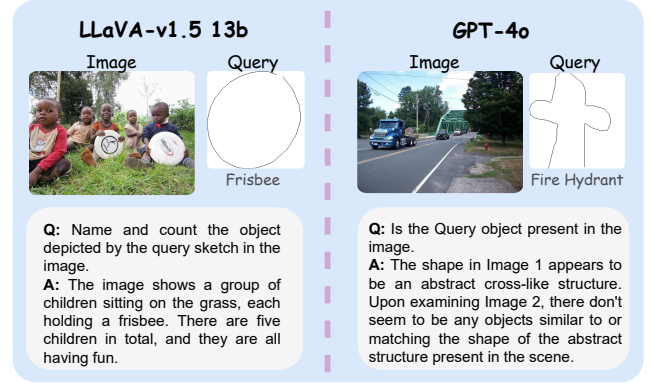 LLaVA-v1.5 13b
Image
Query
Frisbee
Q: Name and count the object
depicted by the query sketch in the
image.
A: The image shows a group of
children sitting on the grass, each
holding a frisbee. There are five
children in total, and they are all
having fun.
GPT-4o
Image
Query
Fire Hydrant
Q: Is the Query object present in the
image.
A: The shape in Image 1 appears to
be an abstract cross-like structure.
Upon examining Image 2, there don't
seem to be any objects similar to or
matching the shape of the abstract
structure present in the scene.